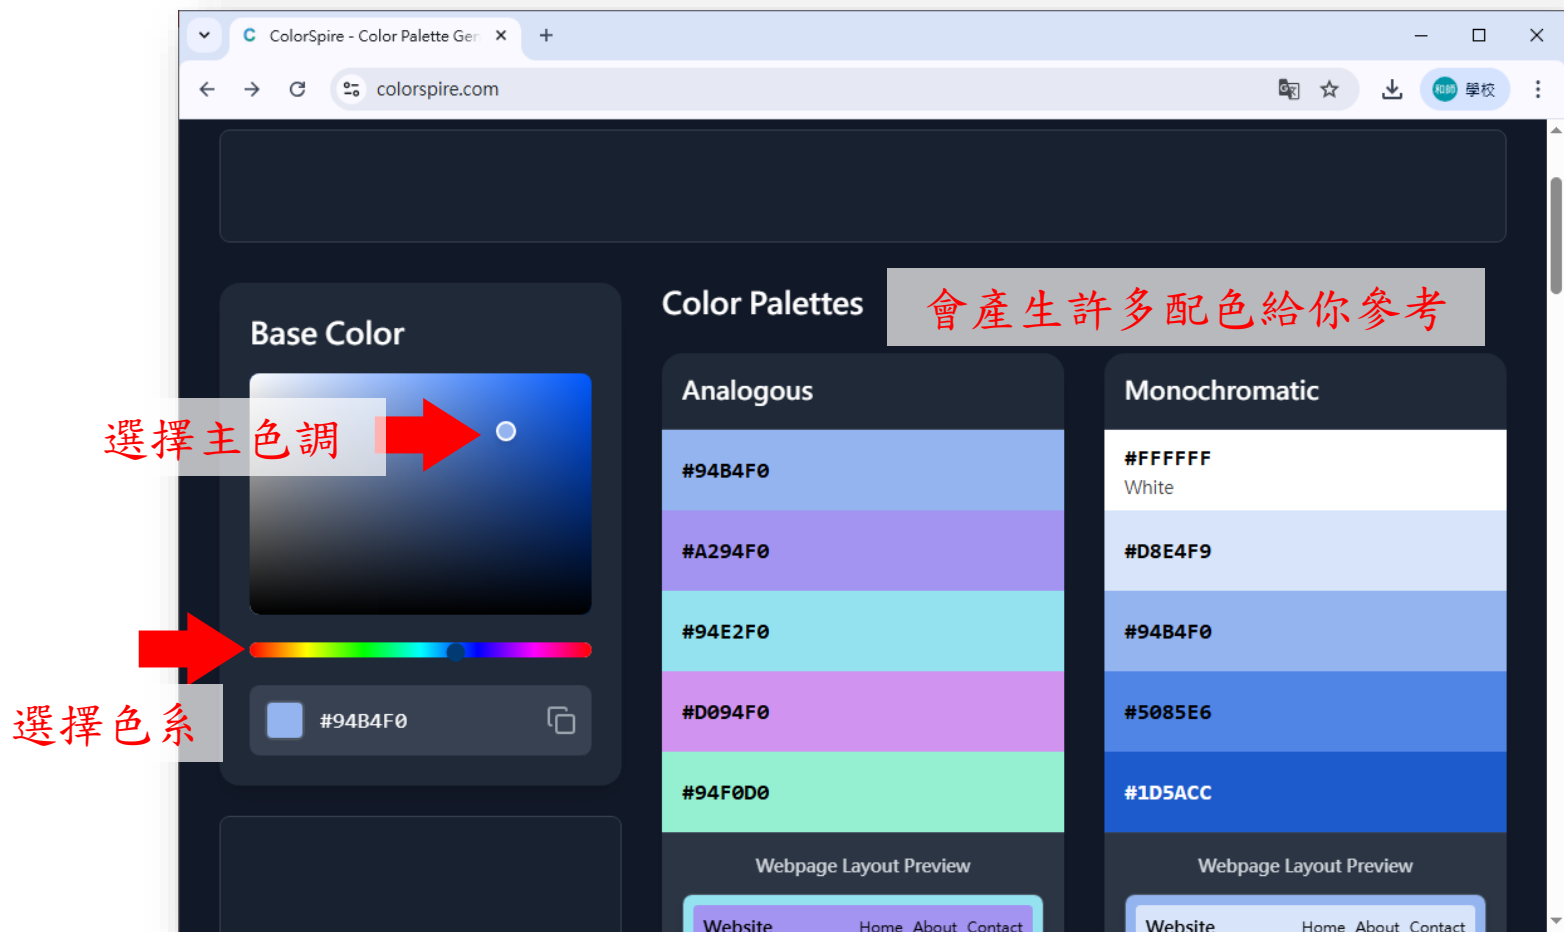 C ColorSpire - Color Palette Gen
colorspire.com
和師 學校
Base Color
選擇主色調
選擇色系
#94B4F0
Color Palettes
會產生許多配色給你參考
Analogous
#94B4F0
#A294F0
#94E2F0
#D094F0
#94F0D0
Webpage Layout Preview
Website Home About Contact
Monochromatic
#FFFFFF
White
#D8E4F9
#94B4F0
#5085E6
#1D5ACC
Webpage Layout Preview
Website Home About Contact